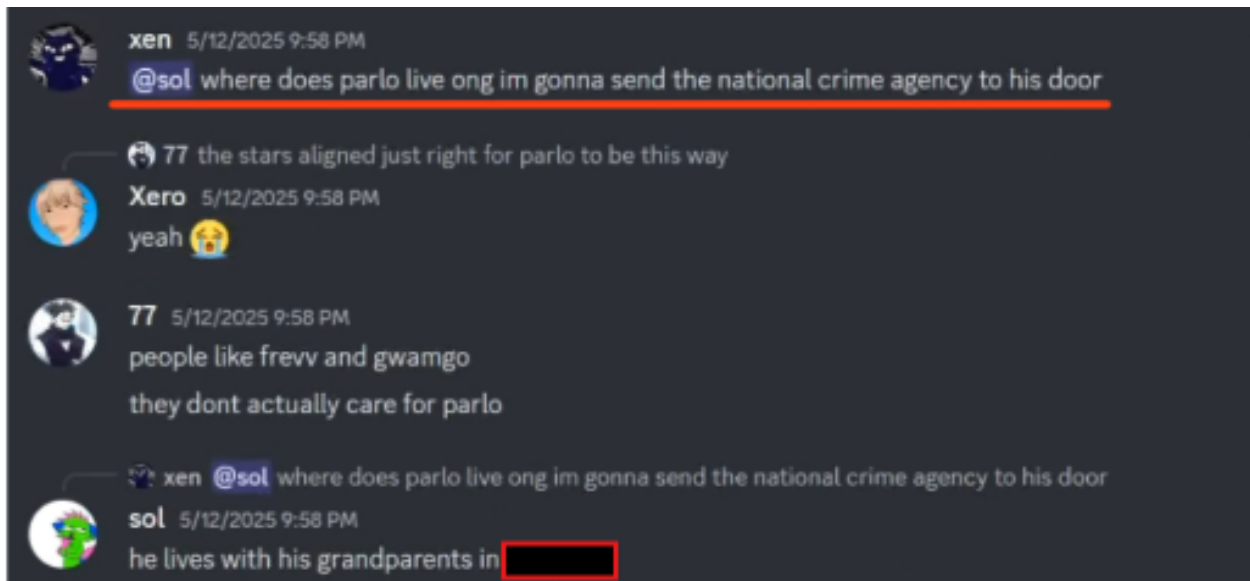 xen 5/12/2025 9:58 PM
@sol where does parlo live ong im gonna send the national crime agency to his door
77 the stars aligned just right for parlo to be this way
Xero 5/12/2025 9:58 PM
yeah 😭
77 5/12/2025 9:58 PM
people like frevv and gwamgo
they dont actually care for parlo
xen @sol where does parlo live ong im gonna send the national crime agency to his door
sol 5/12/2025 9:58 PM
he lives with his grandparents in